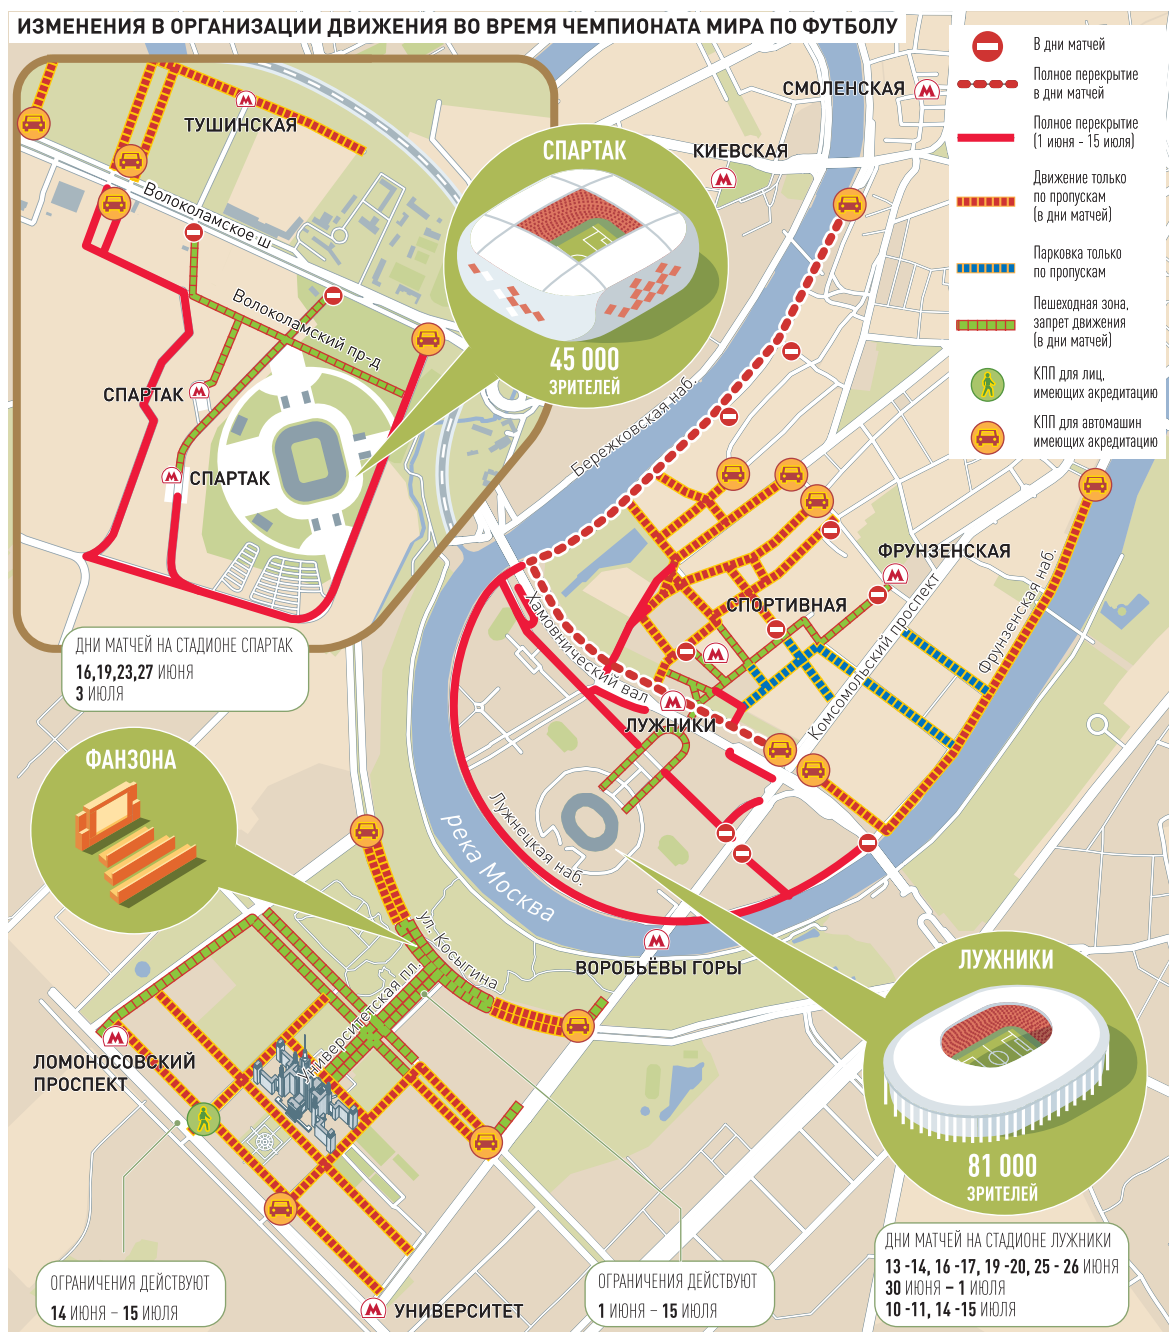 ИЗМЕНЕНИЯ В ОРГАНИЗАЦИИ ДВИЖЕНИЯ ВО ВРЕМЯ ЧЕМПИОНАТА МИРА ПО ФУТБОЛУ
В дни матчей
Полное перекрытие
в дни матчей
Полное перекрытие
(1 июня - 15 июля)
Движение только
по пропускам
(в дни матчей)
Парковка только
по пропускам
Пешеходная зона,
запрет движения
(в дни матчей)
КПП для лиц,
имеющих акредитацию
КПП для автомашин
имеющих акредитацию
СМОЛЕНСКАЯ
КИЕВСКАЯ
ТУШИНСКАЯ
Волоколамское ш
Волоколамский пр-д
СПАРТАК
СПАРТАК
СПАРТАК
45 000
ЗРИТЕЛЕЙ
Бережковская наб.
ФРУНЗЕНСКАЯ
СПОРТИВНАЯ
Хамовнический вал
Комсомольский проспект
Фрунзенская наб.
ЛУЖНИКИ
ДНИ МАТЧЕЙ НА СТАДИОНЕ СПАРТАК
16,19,23,27 ИЮНЯ
3 ИЮЛЯ
ФАНЗОНА
Лужнецкая наб.
река Москва
ул. Косыгина
Университетская пл.
ВОРОБЬЁВЫ ГОРЫ
ЛОМОНОСОВСКИЙ
ПРОСПЕКТ
ЛУЖНИКИ
81 000
ЗРИТЕЛЕЙ
ДНИ МАТЧЕЙ НА СТАДИОНЕ ЛУЖНИКИ
13 -14, 16 -17, 19 -20, 25 - 26 ИЮНЯ
30 ИЮНЯ – 1 ИЮЛЯ
10 -11, 14 -15 ИЮЛЯ
ОГРАНИЧЕНИЯ ДЕЙСТВУЮТ
14 ИЮНЯ – 15 ИЮЛЯ
ОГРАНИЧЕНИЯ ДЕЙСТВУЮТ
1 ИЮНЯ – 15 ИЮЛЯ
УНИВЕРСИТЕТ